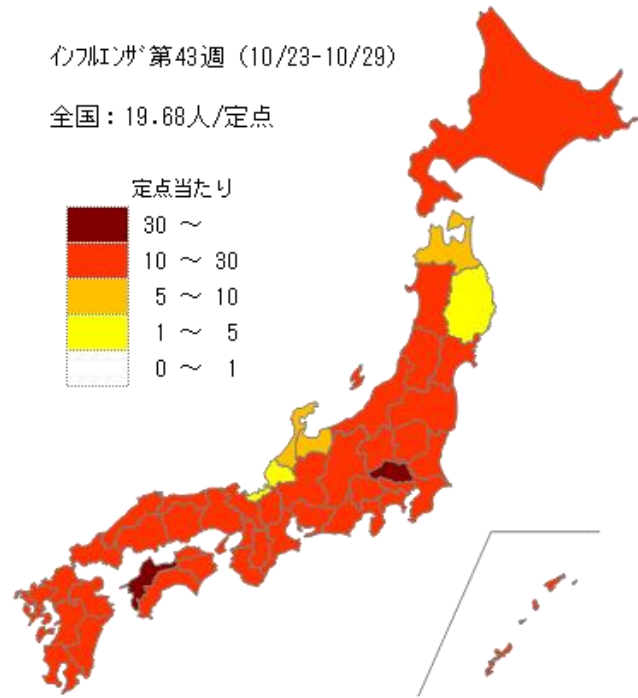 ｲﾝﾌﾙｴﾝｻﾞ第43週（10/23-10/29）
全国：19.68人/定点
定点当たり
30 ～
10 ～ 30
5 ～ 10
1 ～ 5
0 ～ 1